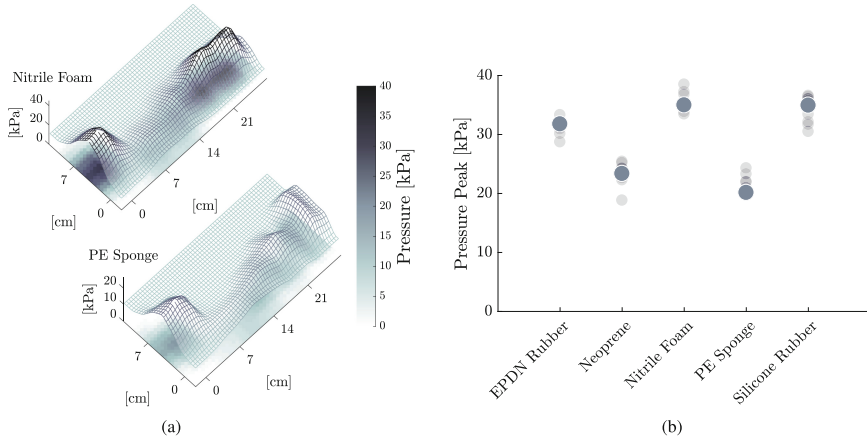 Nitrile Foam
[kPa]
40
20
0
7
0
[cm]
0
7
14
21
[cm]
PE Sponge
[kPa]
20
10
0
7
0
[cm]
0
7
14
21
[cm]
40
35
30
25
20
15
10
5
0
Pressure [kPa]
(a)
Pressure Peak [kPa]
40
30
20
10
0
EPDN Rubber
Neoprene
Nitrile Foam
PE Sponge
Silicone Rubber
(b)